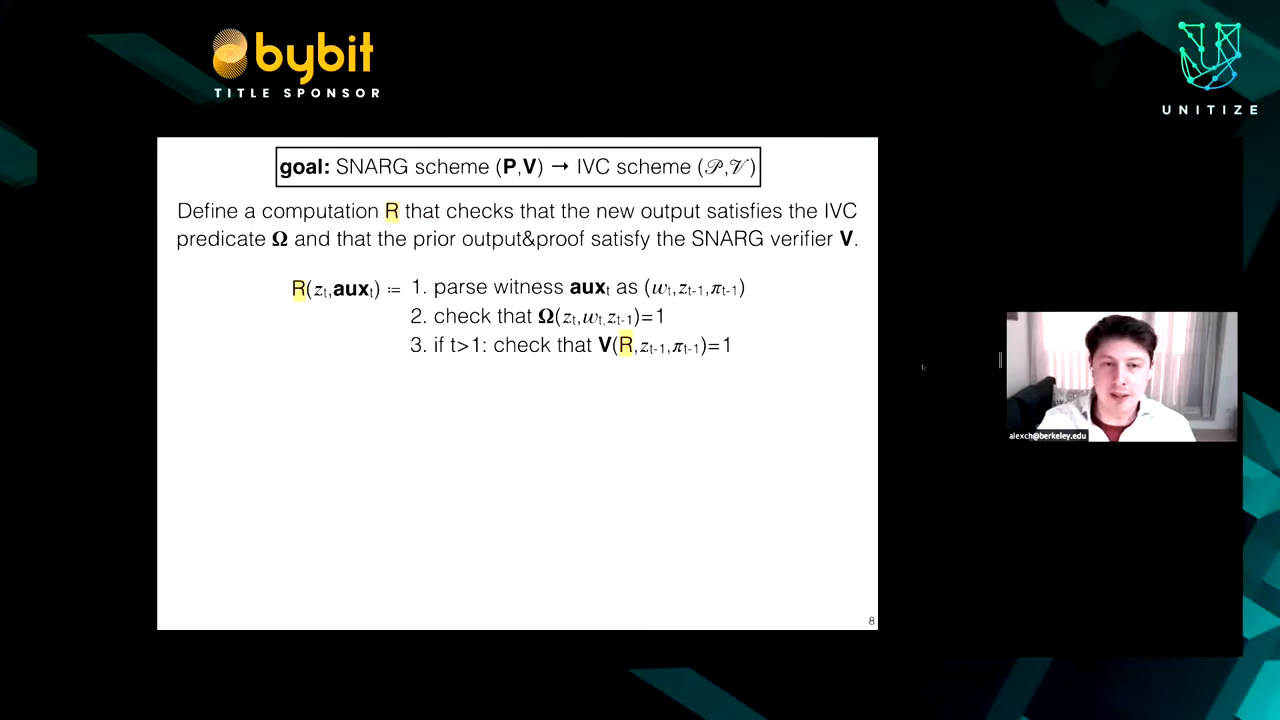 bybit
TITLE SPONSOR
UNITIZE
goal: SNARG scheme (P,V) → IVC scheme (𝒫,𝒱)
Define a computation R that checks that the new output satisfies the IVC
predicate Ω and that the prior output&proof satisfy the SNARG verifier V.
R(zₜ,auxₜ) ≔ 1. parse witness auxₜ as (wₜ,zₜ₋₁,πₜ₋₁)
2. check that Ω(zₜ,wₜ,zₜ₋₁)=1
3. if t>1: check that V(R,zₜ₋₁,πₜ₋₁)=1
alexch@berkeley.edu
8